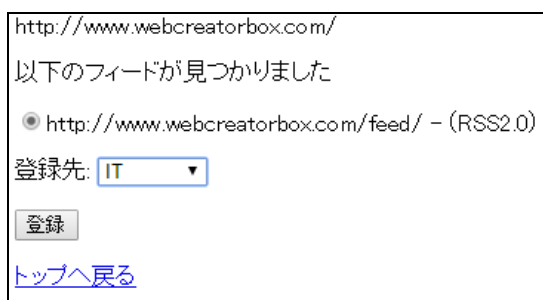 http://www.webcreatorbox.com/
以下のフィードが見つかりました
http://www.webcreatorbox.com/feed/ - (RSS2.0)
登録先: IT
登録
トップへ戻る